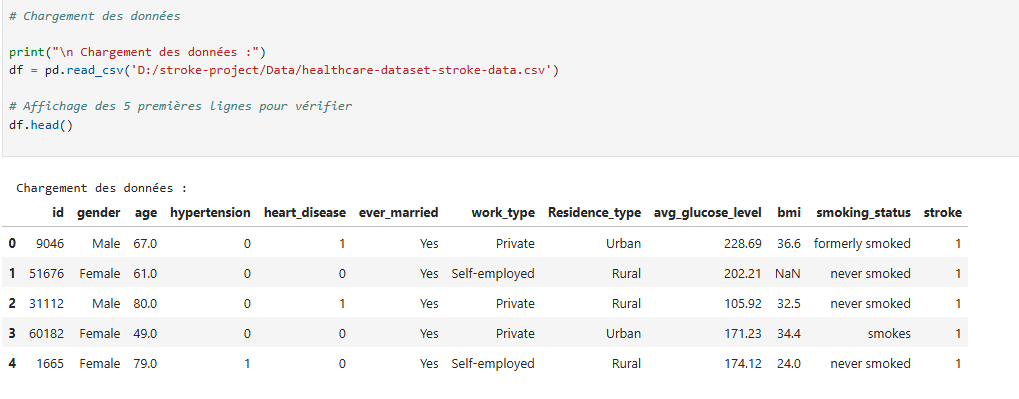 # Chargement des données
print("\n Chargement des données :")
df = pd.read_csv('D:/stroke-project/Data/healthcare-dataset-stroke-data.csv')
# Affichage des 5 premières lignes pour vérifier
df.head()
Chargement des données :
id gender age hypertension heart_disease ever_married work_type Residence_type avg_glucose_level bmi smoking_status stroke
0 9046 Male 67.0 0 1 Yes Private Urban 228.69 36.6 formerly smoked 1
1 51676 Female 61.0 0 0 Yes Self-employed Rural 202.21 NaN never smoked 1
2 31112 Male 80.0 0 1 Yes Private Rural 105.92 32.5 never smoked 1
3 60182 Female 49.0 0 0 Yes Private Urban 171.23 34.4 smokes 1
4 1665 Female 79.0 1 0 Yes Self-employed Rural 174.12 24.0 never smoked 1